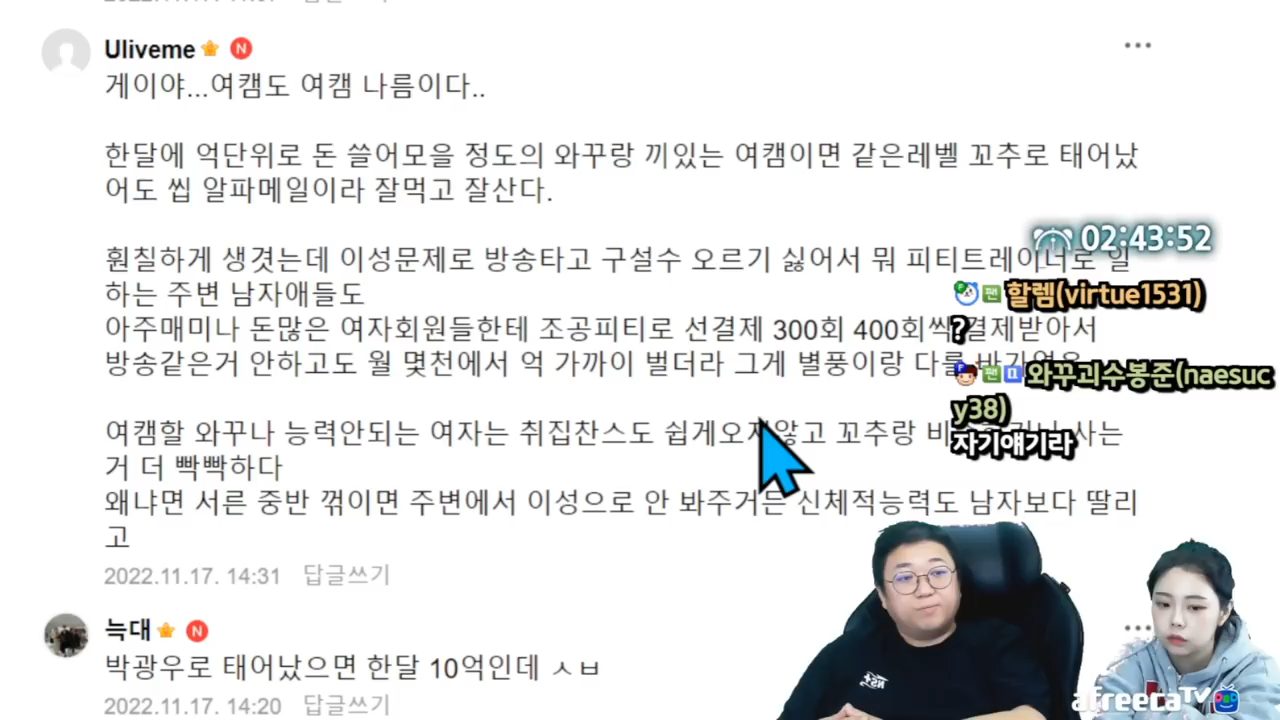 Uliveme N
게이야...여캠도 여캠 나름이다..
한달에 억단위로 돈 쓸어모을 정도의 와꾸랑 끼있는 여캠이면 같은레벨 꼬추로 태어났
어도 씹 알파메일이라 잘먹고 잘산다.
훤칠하게 생겻는데 이성문제로 방송타고 구설수 오르기 싫어서 뭐 피티트레이너로 일
하는 주변 남자애들도
아주매미나 돈많은 여자회원들한테 조공피티로 선결제 300회 400회씩 결제받아서
방송같은거 안하고도 월 몇천에서 억 가까이 벌더라 그게 별풍이랑 다를
여캠할 와꾸나 능력안되는 여자는 취집찬스도 쉽게오지않고 꼬추랑 사는
거 더 빡빡하다
왜냐면 서른 중반 꺾이면 주변에서 이성으로 안 봐주거든 신체적능력도 남자보다 딸리
고
2022.11.17. 14:31 답글쓰기
늑대 N
박광우로 태어났으면 한달 10억인데 ㅅㅂ
2022.11.17. 14:20 답글쓰기
02:43:52
팬 할렘(virtue1531)
?
팬 와꾸괴수봉준(naesuc
y38)
자기얘기라
afreecaTV